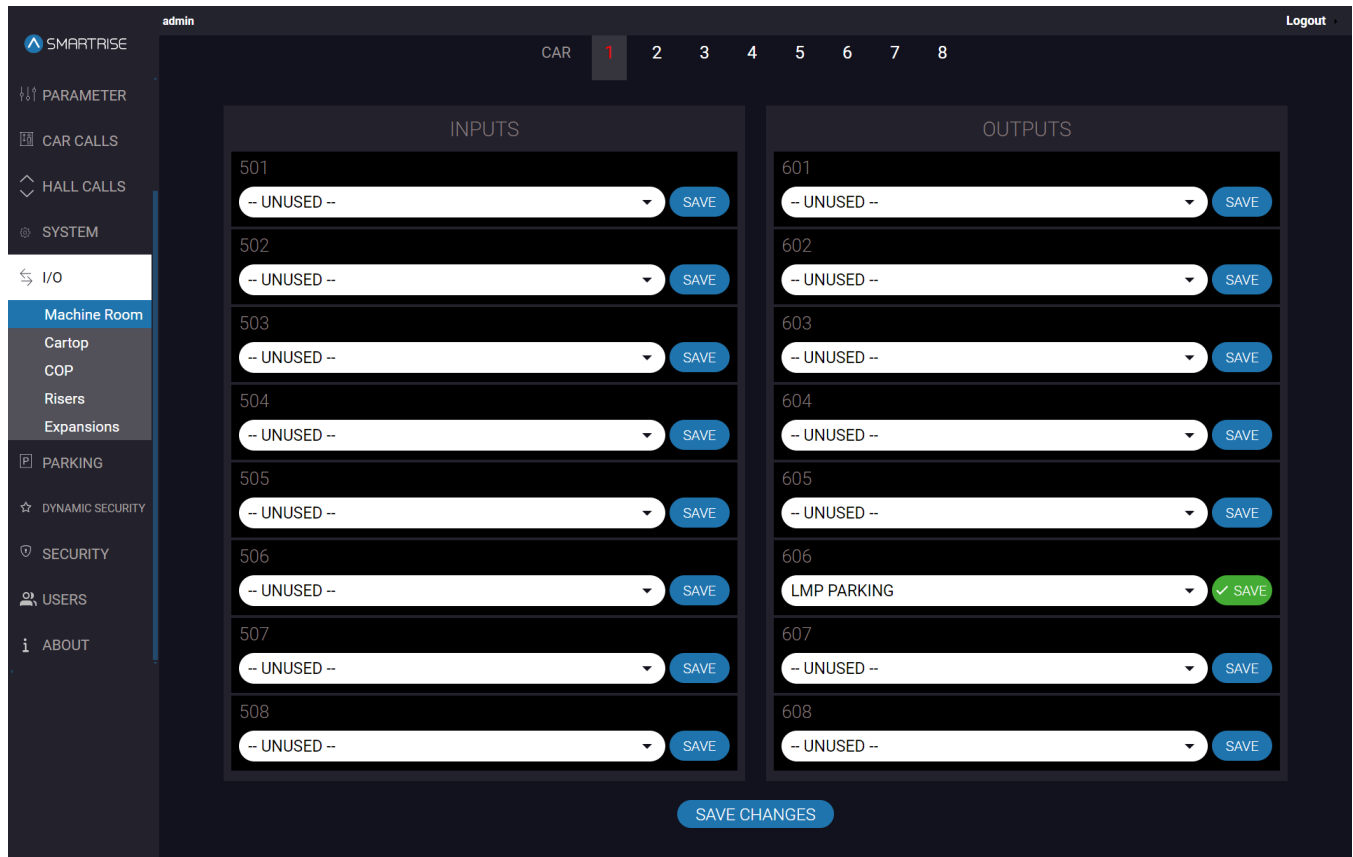 admin
Logout
SMARTRISE
CAR 1 2 3 4 5 6 7 8
PARAMETER
CAR CALLS
HALL CALLS
SYSTEM
I/O
Machine Room
Cartop
COP
Risers
Expansions
PARKING
DYNAMIC SECURITY
SECURITY
USERS
ABOUT
INPUTS
501
-- UNUSED -- SAVE
502
-- UNUSED -- SAVE
503
-- UNUSED -- SAVE
504
-- UNUSED -- SAVE
505
-- UNUSED -- SAVE
506
-- UNUSED -- SAVE
507
-- UNUSED -- SAVE
508
-- UNUSED -- SAVE
OUTPUTS
601
-- UNUSED -- SAVE
602
-- UNUSED -- SAVE
603
-- UNUSED -- SAVE
604
-- UNUSED -- SAVE
605
-- UNUSED -- SAVE
606
LMP PARKING SAVE
607
-- UNUSED -- SAVE
608
-- UNUSED -- SAVE
SAVE CHANGES